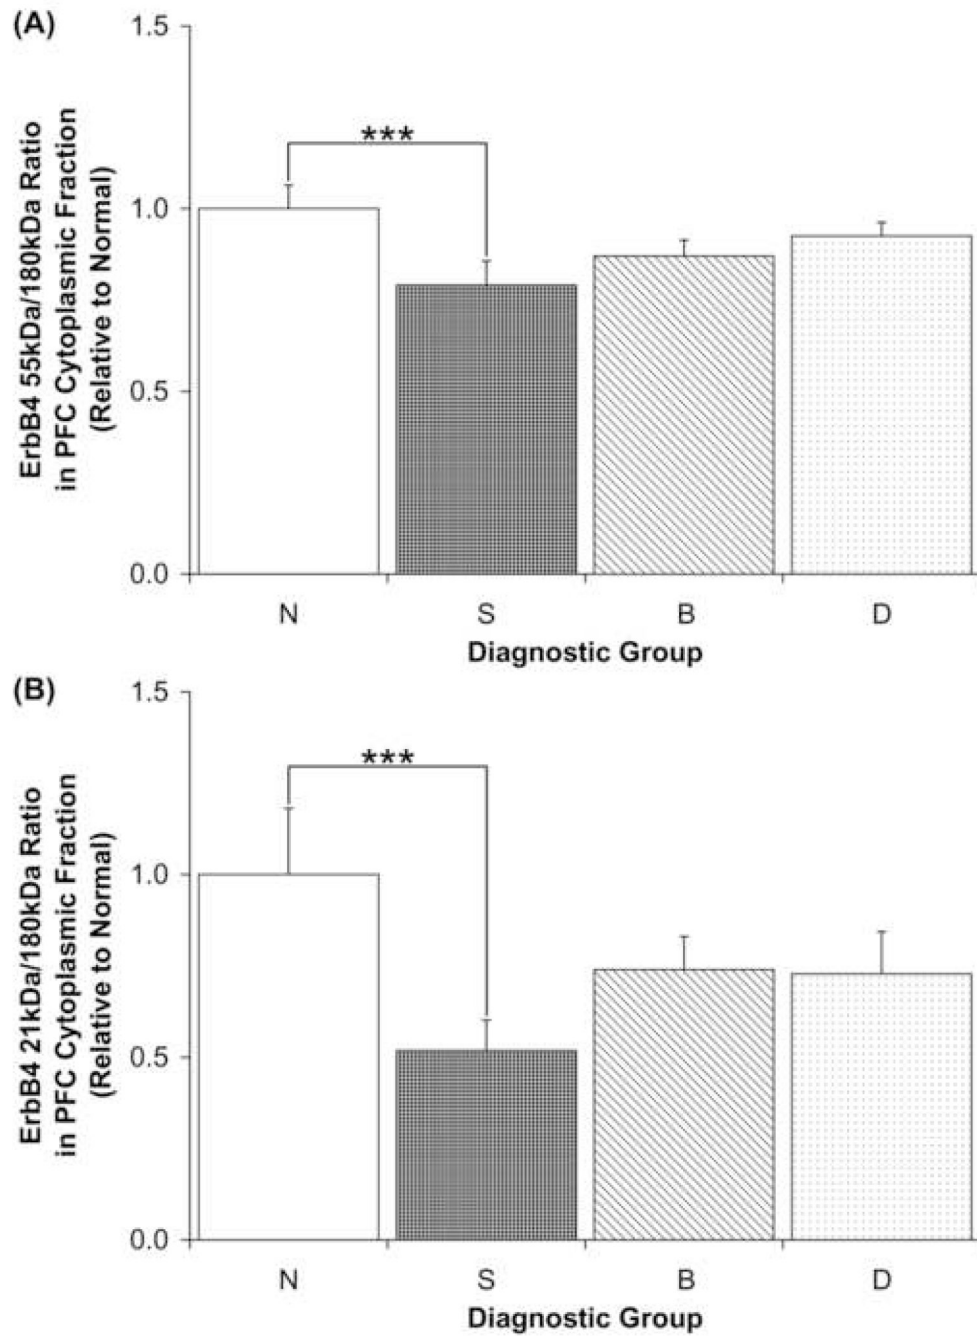 (A)
ErbB4 55kDa/180kDa Ratio
in PFC Cytoplasmic Fraction
(Relative to Normal)
1.5
1.0
0.5
0.0
***
N S B D
Diagnostic Group
(B)
ErbB4 21kDa/180kDa Ratio
in PFC Cytoplasmic Fraction
(Relative to Normal)
1.5
1.0
0.5
0.0
***
N S B D
Diagnostic Group